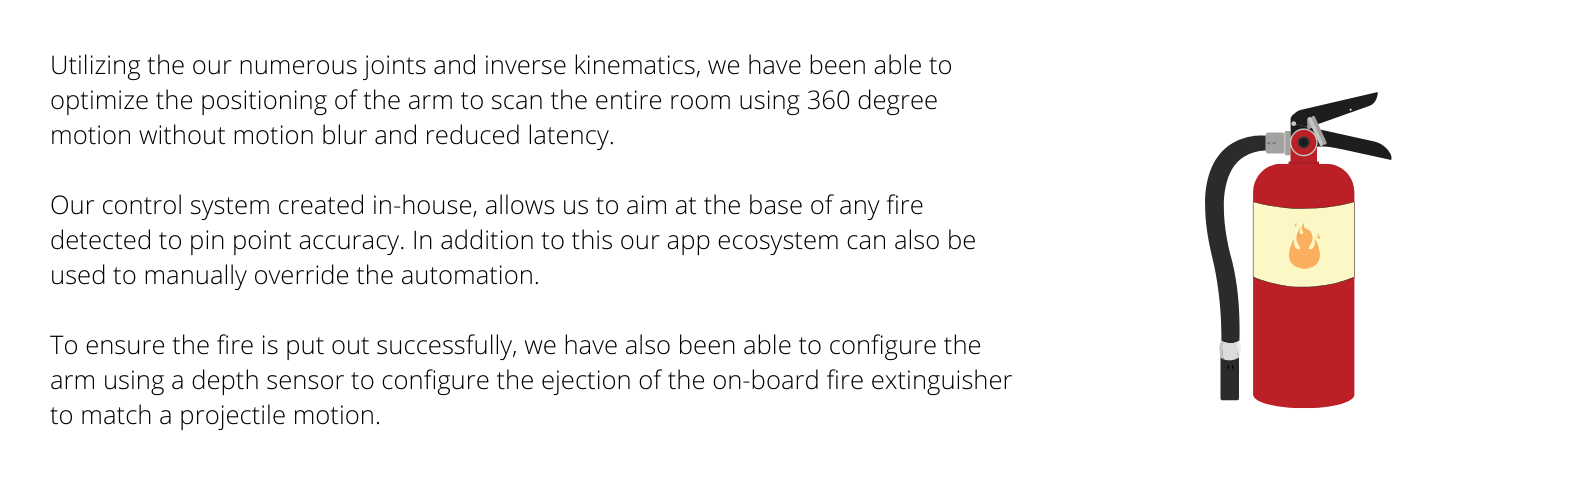 Utilizing the our numerous joints and inverse kinematics, we have been able to
optimize the positioning of the arm to scan the entire room using 360 degree
motion without motion blur and reduced latency.
Our control system created in-house, allows us to aim at the base of any fire
detected to pin point accuracy. In addition to this our app ecosystem can also be
used to manually override the automation.
To ensure the fire is put out successfully, we have also been able to configure the
arm using a depth sensor to configure the ejection of the on-board fire extinguisher
to match a projectile motion.